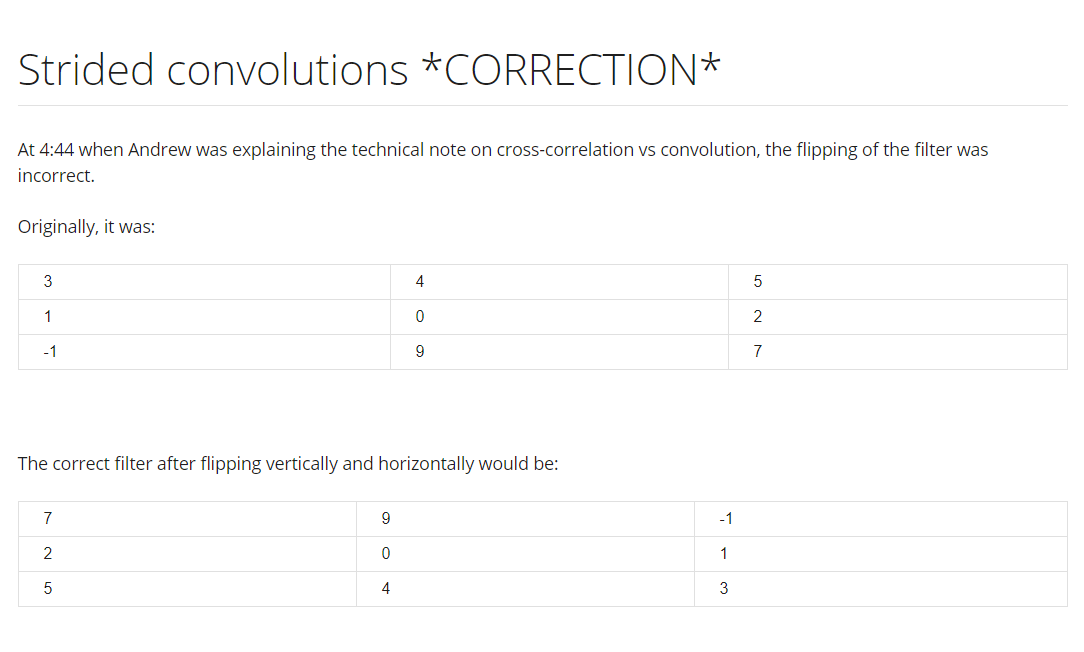 Strided convolutions *CORRECTION*
At 4:44 when Andrew was explaining the technical note on cross-correlation vs convolution, the flipping of the filter was
incorrect.
Originally, it was:
3 4 5
1 0 2
-1 9 7
The correct filter after flipping vertically and horizontally would be:
7 9 -1
2 0 1
5 4 3